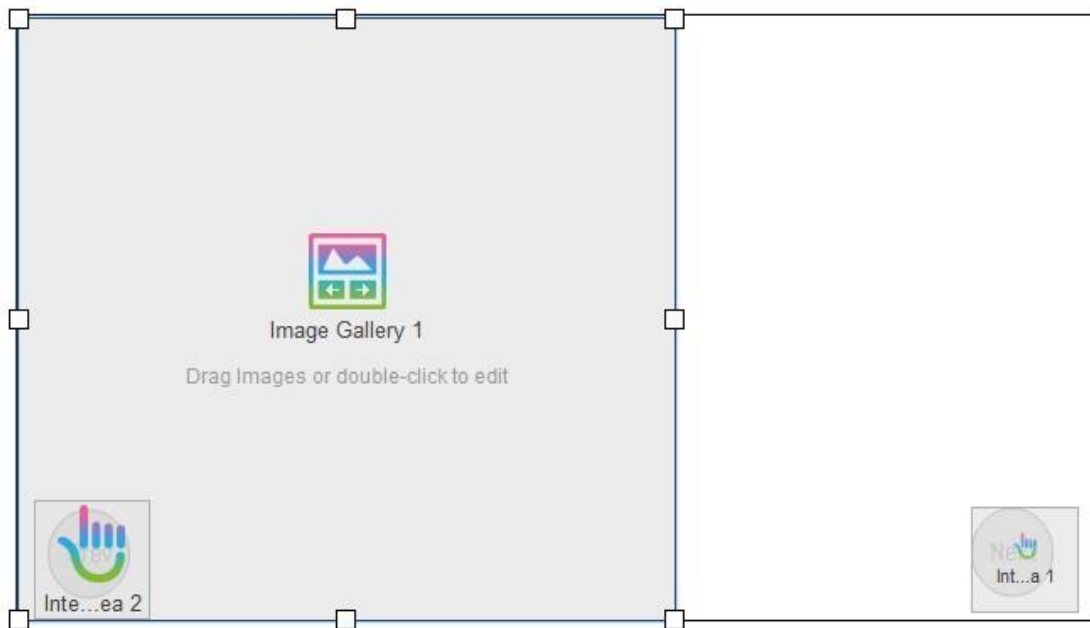 Image Gallery 1
Drag Images or double-click to edit
Inte...ea 2
Int...a 1